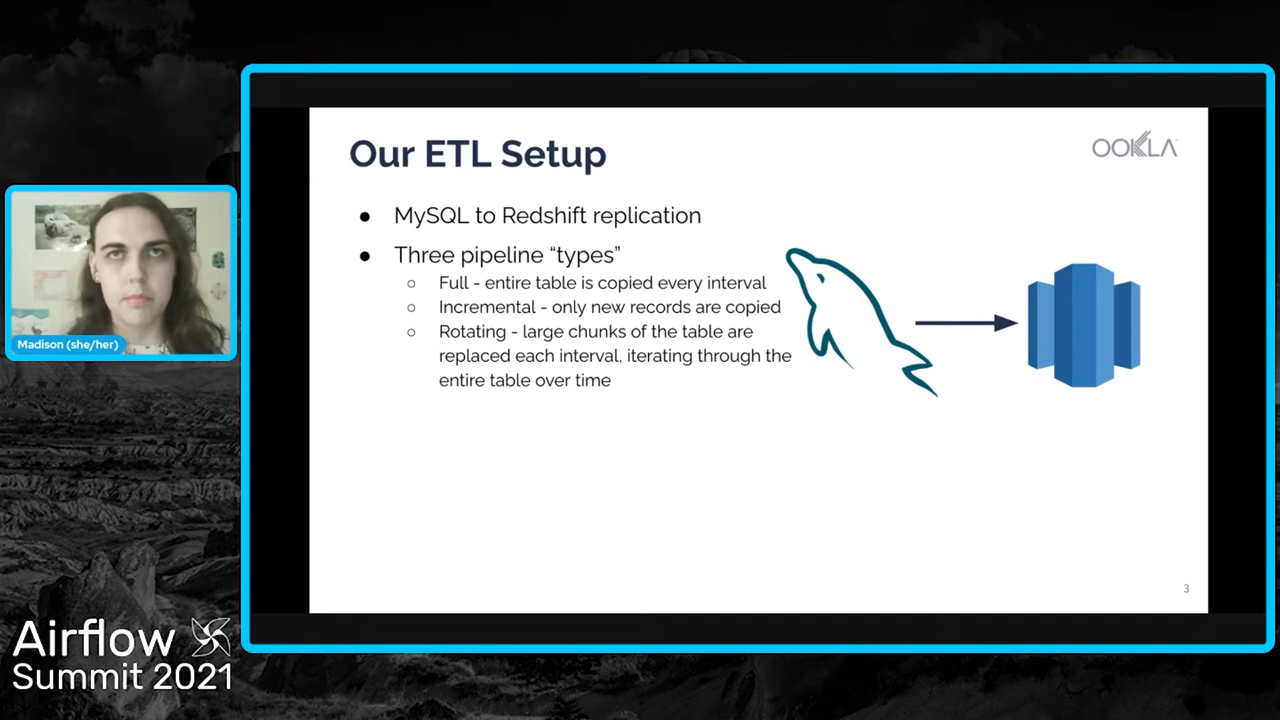 Our ETL Setup
OOKLA
● MySQL to Redshift replication
● Three pipeline “types”
○ Full - entire table is copied every interval
○ Incremental - only new records are copied
○ Rotating - large chunks of the table are
replaced each interval, iterating through the
entire table over time
3
Madison (she/her)
Airflow
Summit 2021